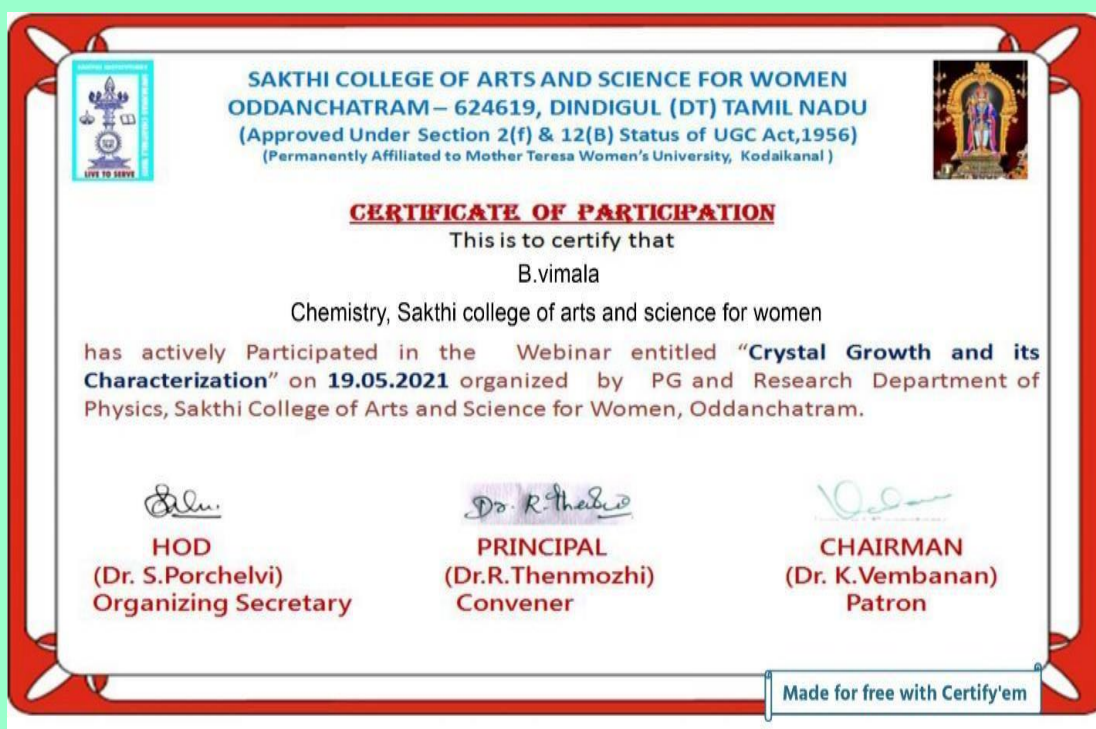 SAKTHI COLLEGE OF ARTS AND SCIENCE FOR WOMEN
ODDANCHATRAM – 624619, DINDIGUL (DT) TAMIL NADU
(Approved Under Section 2(f) & 12(B) Status of UGC Act,1956)
(Permanently Affiliated to Mother Teresa Women's University, Kodaikanal )
LIVE TO SERVE
CERTIFICATE OF PARTICIPATION
This is to certify that
B.vimala
Chemistry, Sakthi college of arts and science for women
has actively Participated in the Webinar entitled “Crystal Growth and its
Characterization” on 19.05.2021 organized by PG and Research Department of
Physics, Sakthi College of Arts and Science for Women, Oddanchatram.
Dr. R.
HOD PRINCIPAL CHAIRMAN
(Dr. S.Porchelvi) (Dr.R.Thenmozhi) (Dr. K.Vembanan)
Organizing Secretary Convener Patron
Made for free with Certify'em